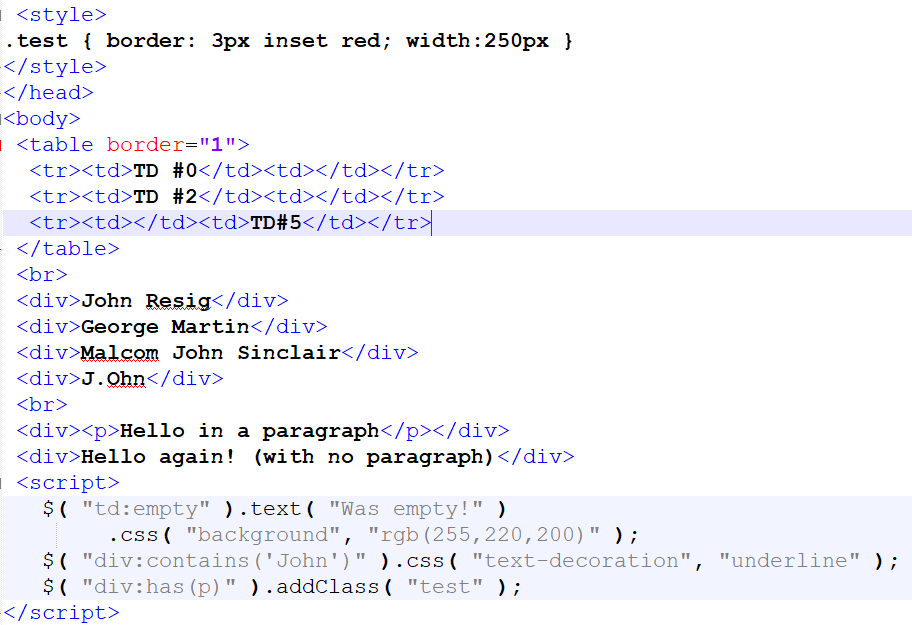 <style>
.test { border: 3px inset red; width:250px }
</style>
</head>
<body>
<table border="1">
<tr><td>TD #0</td><td></td></tr>
<tr><td>TD #2</td><td></td></tr>
<tr><td></td><td>TD#5</td></tr>
</table>
<br>
<div>John Resig</div>
<div>George Martin</div>
<div>Malcom John Sinclair</div>
<div>J.Ohn</div>
<br>
<div><p>Hello in a paragraph</p></div>
<div>Hello again! (with no paragraph)</div>
<script>
$( "td:empty" ).text( "Was empty!" )
.css( "background", "rgb(255,220,200)" );
$( "div:contains('John')" ).css( "text-decoration", "underline" );
$( "div:has(p)" ).addClass( "test" );
</script>